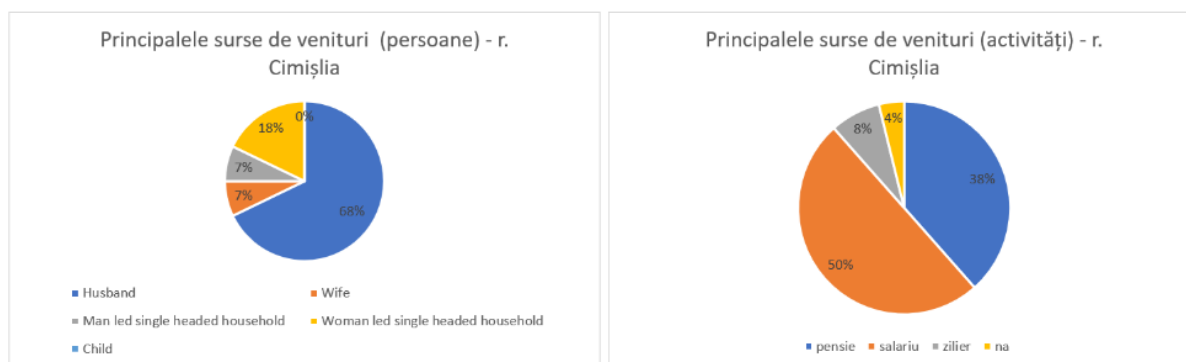 Principalele surse de venituri (persoane) - r.
Cimișlia
0%
18%
7%
7%
68%
Husband
Wife
Man led single headed household
Woman led single headed household
Child
Principalele surse de venituri (activități) - r.
Cimișlia
4%
8%
38%
50%
pensie salariu zilier na